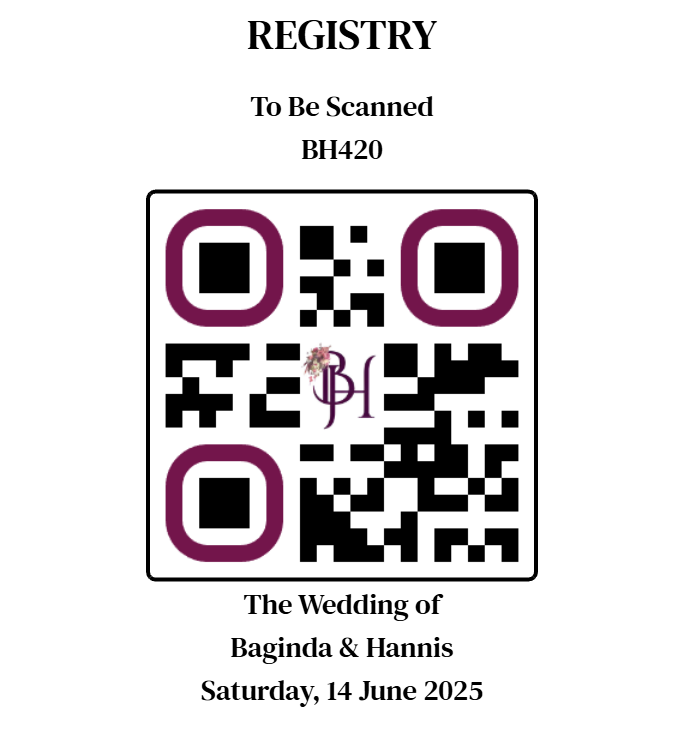 REGISTRY
To Be Scanned
BH420
BH
The Wedding of
Baginda & Hannis
Saturday, 14 June 2025